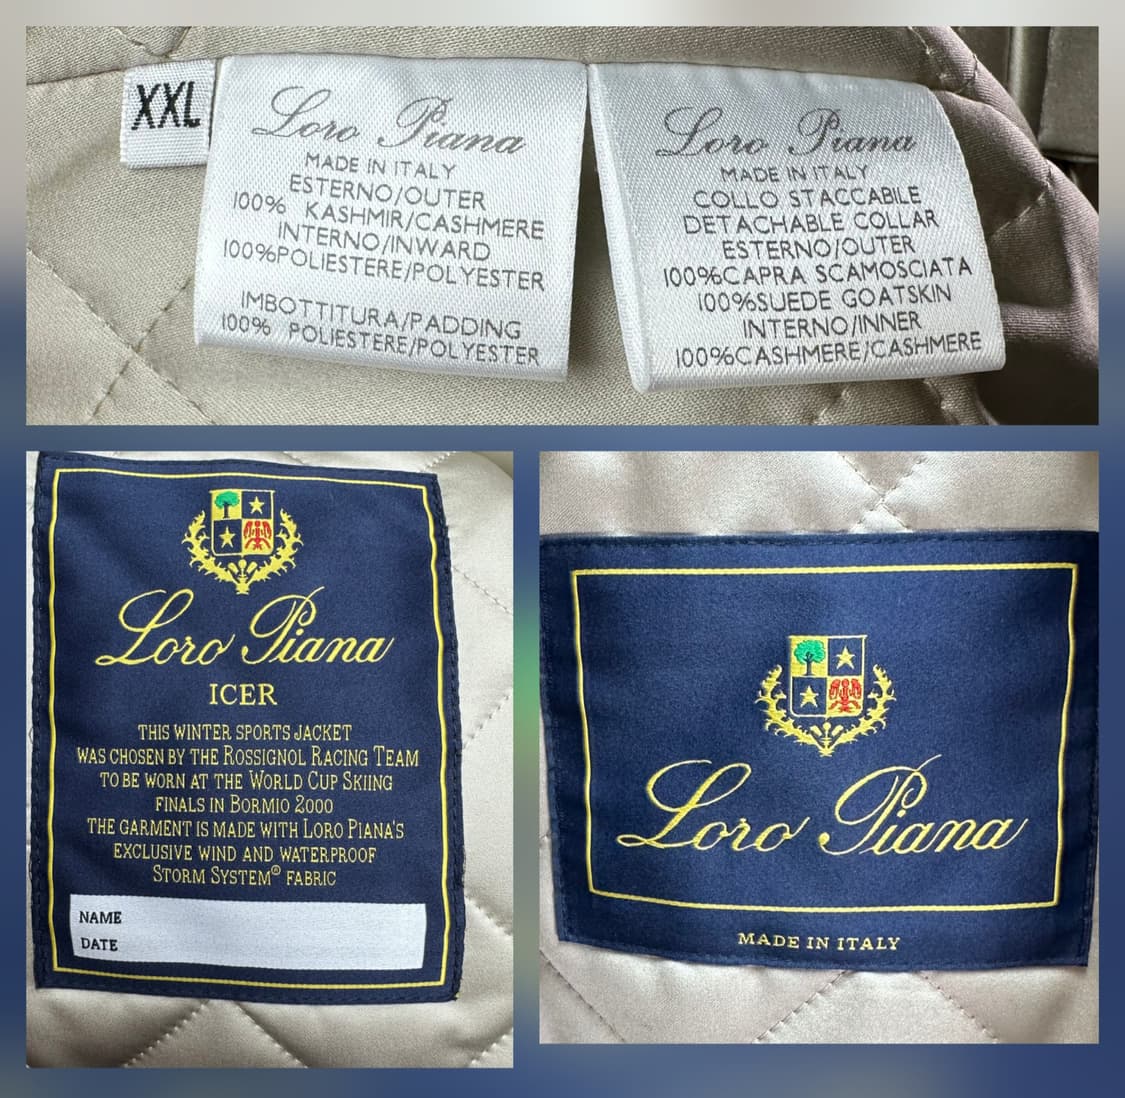 XXL
Loro Piana
MADE IN ITALY
ESTERNO/OUTER
100% KASHMIR/CASHMERE
INTERNO/INWARD
100%POLIESTERE/POLYESTER
IMBOTTITURA/PADDING
100% POLIESTERE/POLYESTER
Loro Piana
MADE IN ITALY
COLLO STACCABILE
DETACHABLE COLLAR
ESTERNO/OUTER
100%CAPRA SCAMOSCIATA
100%SUEDE GOATSKIN
INTERNO/INNER
100%CASHMERE/CASHMERE
Loro Piana
ICER
THIS WINTER SPORTS JACKET
WAS CHOSEN BY THE ROSSIGNOL RACING TEAM
TO BE WORN AT THE WORLD CUP SKIING
FINALS IN BORMIO 2000
THE GARMENT IS MADE WITH LORO PIANA'S
EXCLUSIVE WIND AND WATERPROOF
STORM SYSTEM® FABRIC
NAME
DATE
Loro Piana
MADE IN ITALY